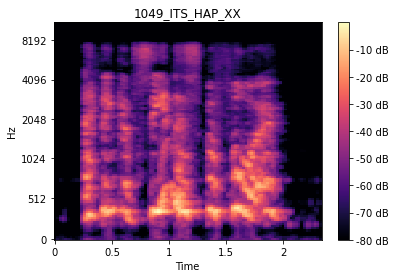 1049_ITS_HAP_XX
8192
4096
2048
1024
512
0
Hz
0
0.5
1
1.5
2
Time
-10 dB
-20 dB
-30 dB
-40 dB
-50 dB
-60 dB
-70 dB
-80 dB